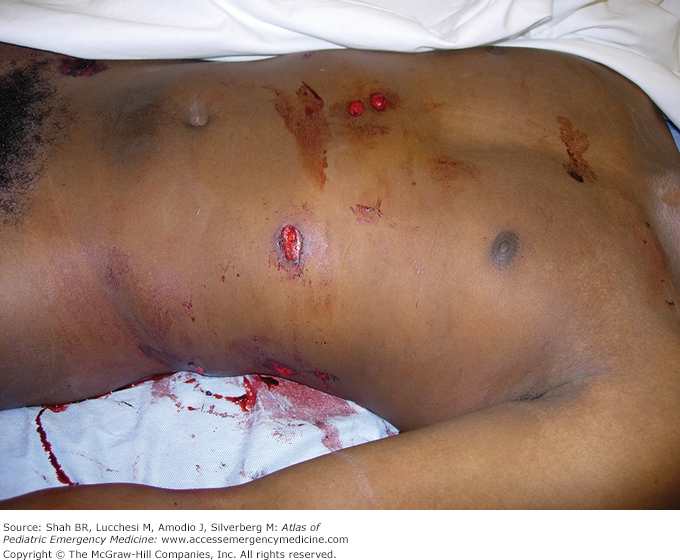 Source: Shah BR, Lucchesi M, Amodio J, Silverberg M: Atlas of
Pediatric Emergency Medicine: www.accessemergencymedicine.com
Copyright © The McGraw-Hill Companies, Inc. All rights reserved.